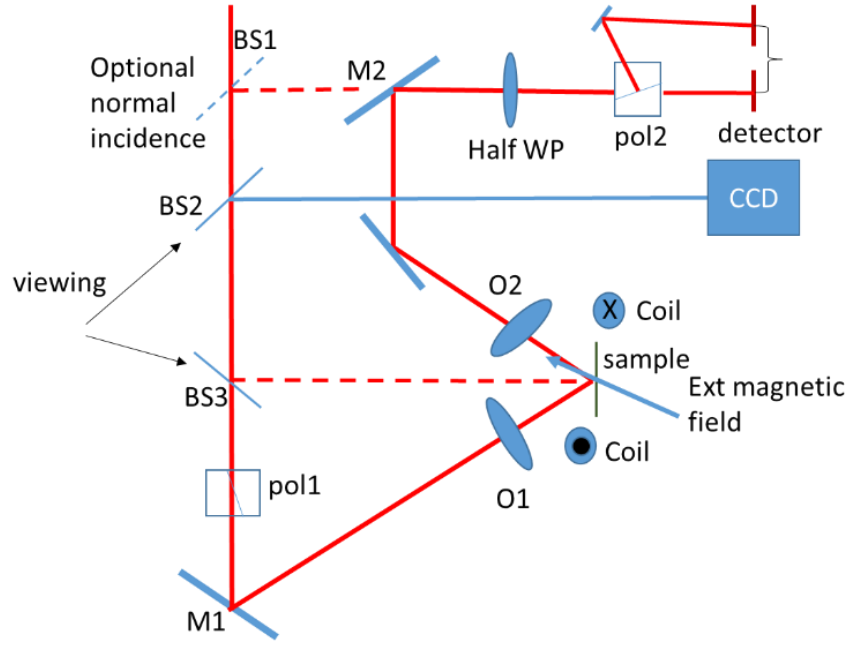 BS1
Optional
normal
incidence
M2
Half WP
pol2
detector
BS2
CCD
viewing
O2
X
Coil
sample
BS3
Ext magnetic
field
Coil
pol1
O1
M1